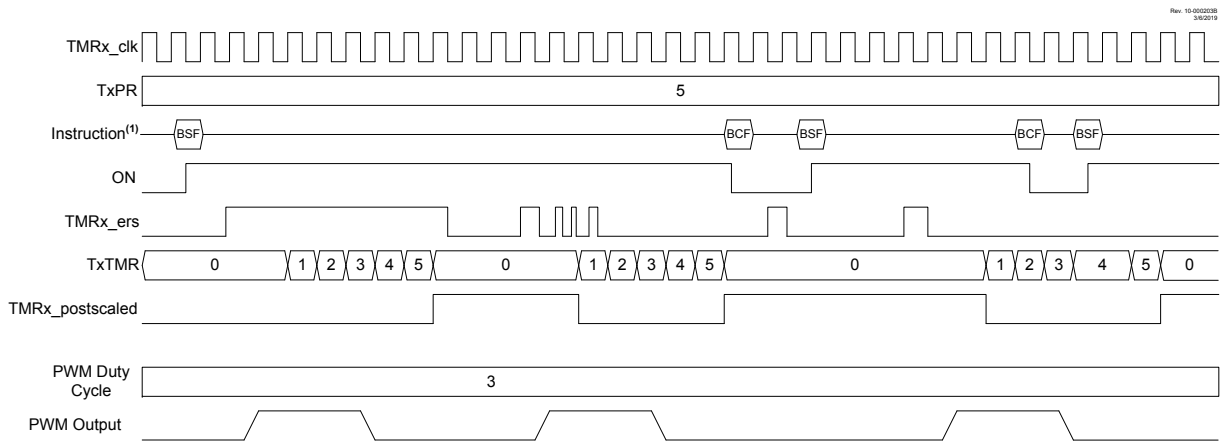 Rev. 10-000203B
3/6/2019
TMRx_clk
TxPR
5
Instruction(1)
BSF
BCF
BSF
BCF
BSF
ON
TMRx_ers
TxTMR
0
1
2
3
4
5
0
1
2
3
4
5
0
1
2
3
4
5
0
TMRx_postscaled
PWM Duty
Cycle
3
PWM Output